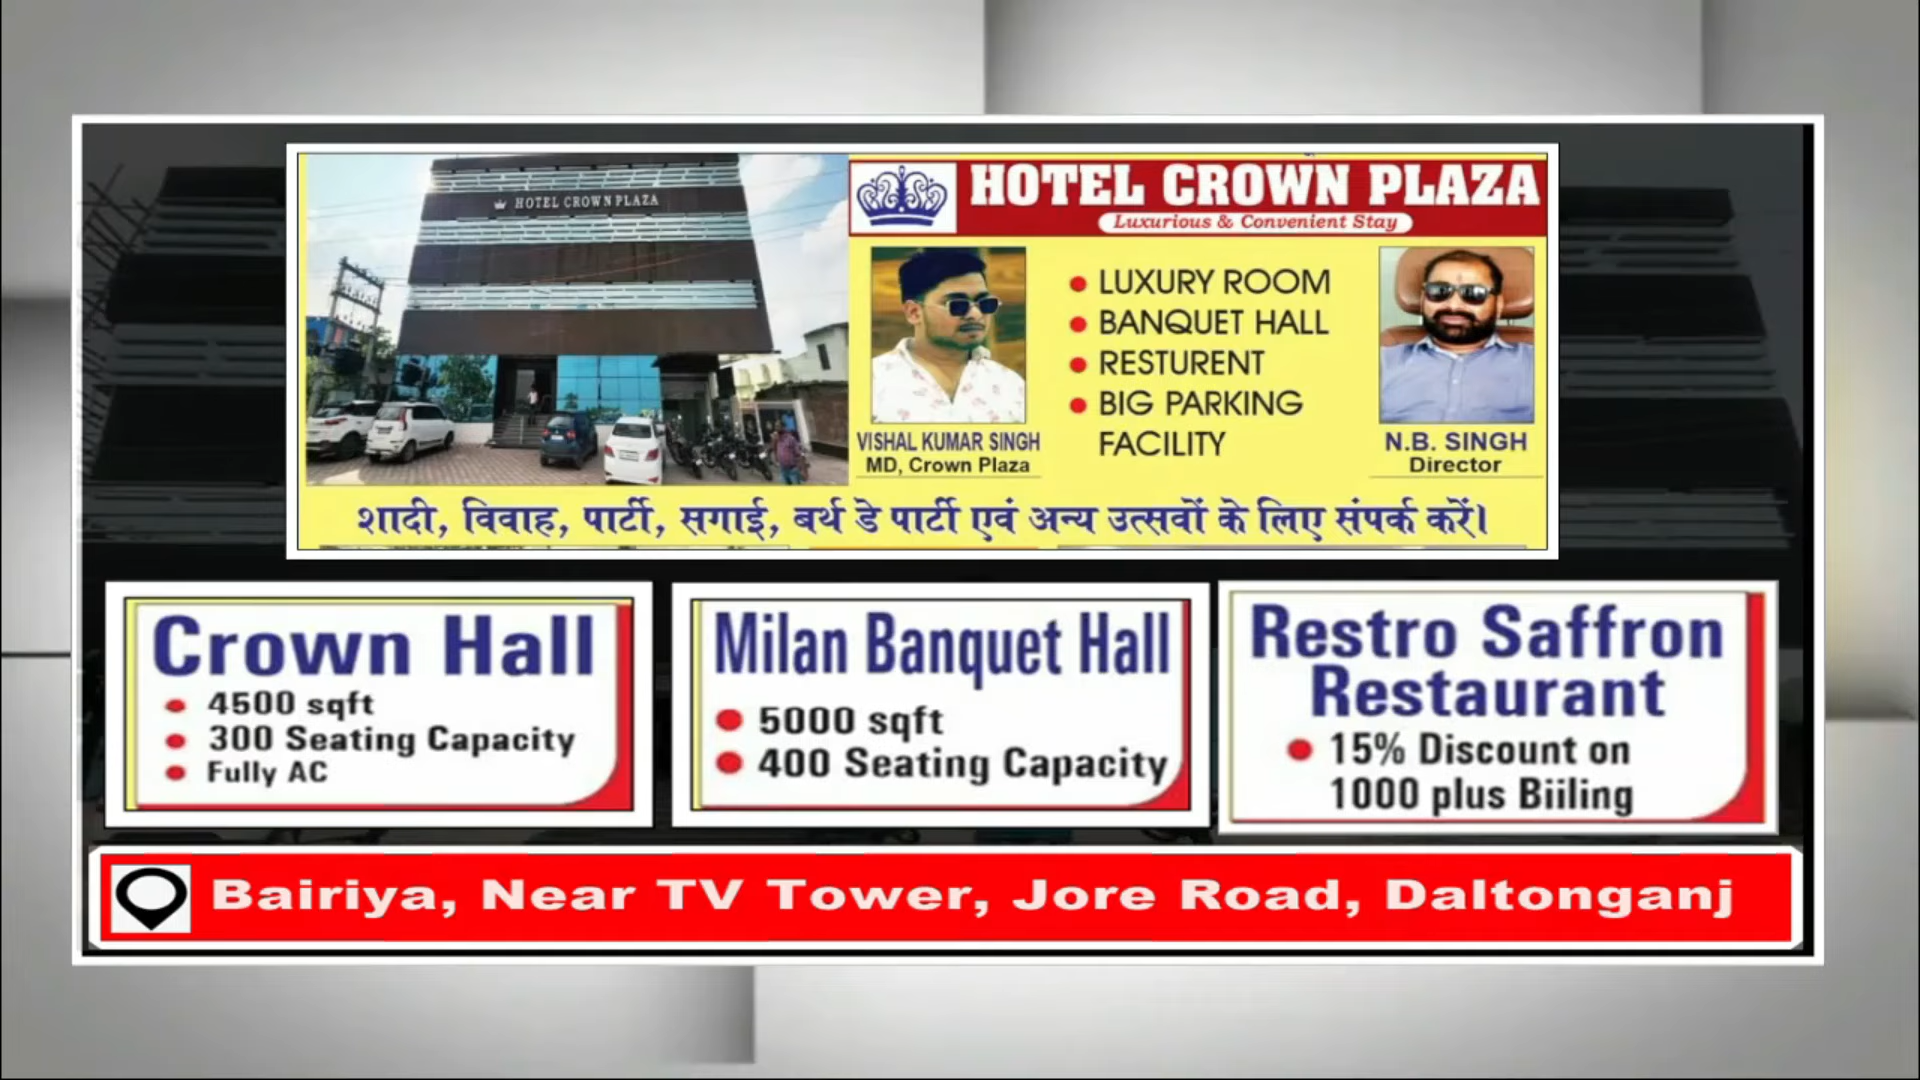 HOTEL CROWN PLAZA
HOTEL CROWN PLAZA
Luxurious & Convenient Stay
LUXURY ROOM
BANQUET HALL
RESTURENT
BIG PARKING
FACILITY
VISHAL KUMAR SINGH
MD, Crown Plaza
N.B. SINGH
Director
शादी, विवाह, पार्टी, सगाई, बर्थ डे पार्टी एवं अन्य उत्सवों के लिए संपर्क करें।
Crown Hall
4500 sqft
300 Seating Capacity
Fully AC
Milan Banquet Hall
5000 sqft
400 Seating Capacity
Restro Saffron
Restaurant
15% Discount on
1000 plus Biiling
Bairiya, Near TV Tower, Jore Road, Daltonganj